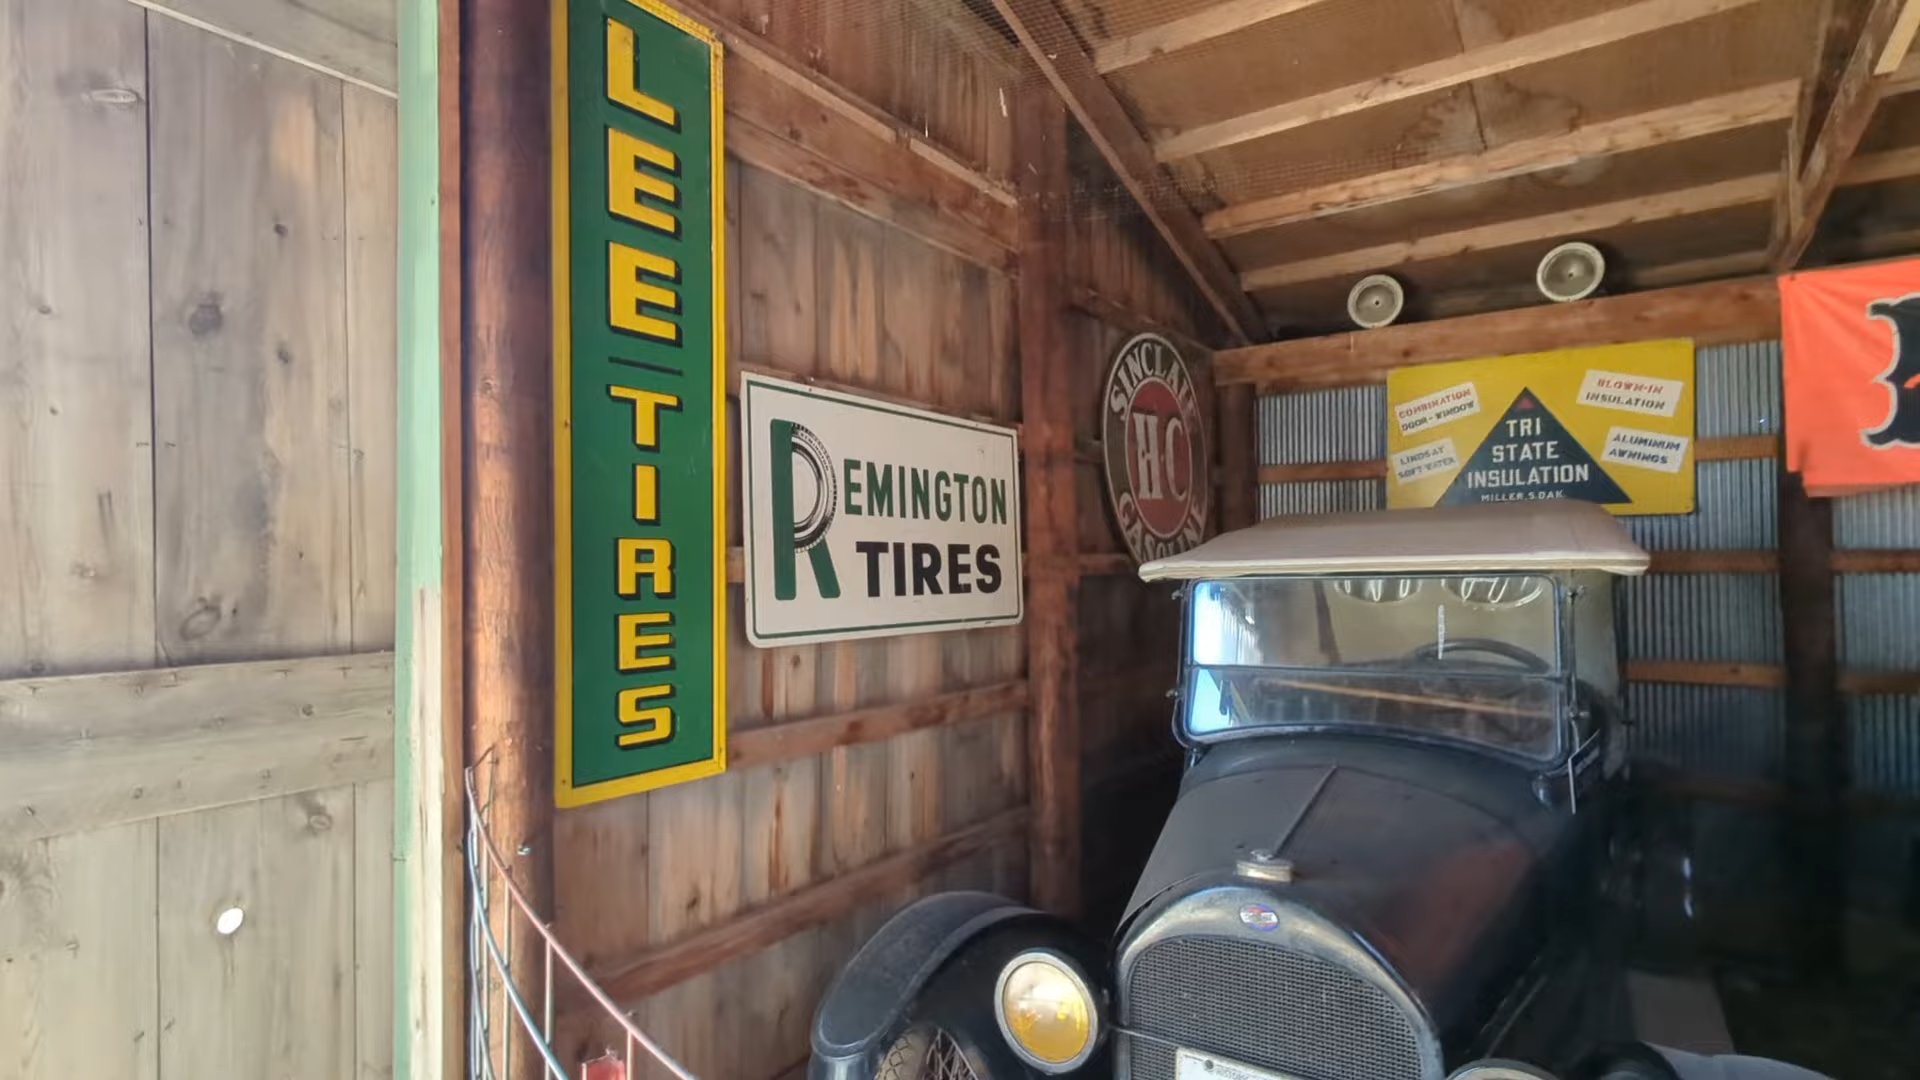 LEE TIRES
REMINGTON
TIRES
SINCLAIR
H-C
GASOLINE
COMBINATION
DOOR - WINDOW
LINDSAY
SOFT WATER
TRI
STATE
INSULATION
MILLER, S.DAK.
BLOWN-IN
INSULATION
ALUMINUM
AWNINGS